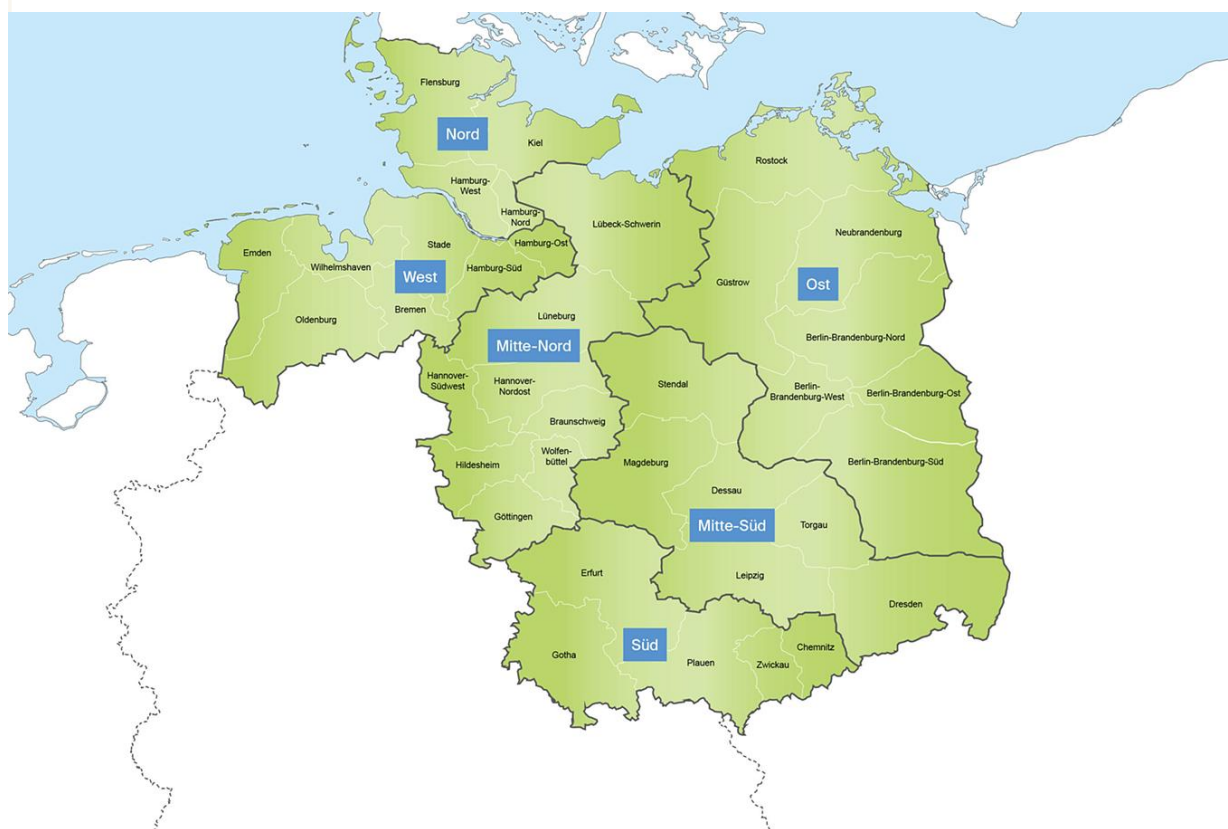 Flensburg
Nord
Kiel
Rostock
Hamburg-
West
Hamburg-
Nord
Lübeck-Schwerin
Neubrandenburg
Emden
Stade
Hamburg-Ost
Wilhelmshaven
West
Hamburg-Süd
Güstrow
Ost
Oldenburg
Bremen
Lüneburg
Mitte-Nord
Berlin-Brandenburg-Nord
Hannover-
Südwest
Hannover-
Nordost
Stendal
Berlin-
Brandenburg-West
Berlin-Brandenburg-Ost
Braunschweig
Hildesheim
Wolfen-
büttel
Magdeburg
Berlin-Brandenburg-Süd
Dessau
Göttingen
Mitte-Süd
Torgau
Erfurt
Leipzig
Dresden
Süd
Gotha
Plauen
Zwickau
Chemnitz